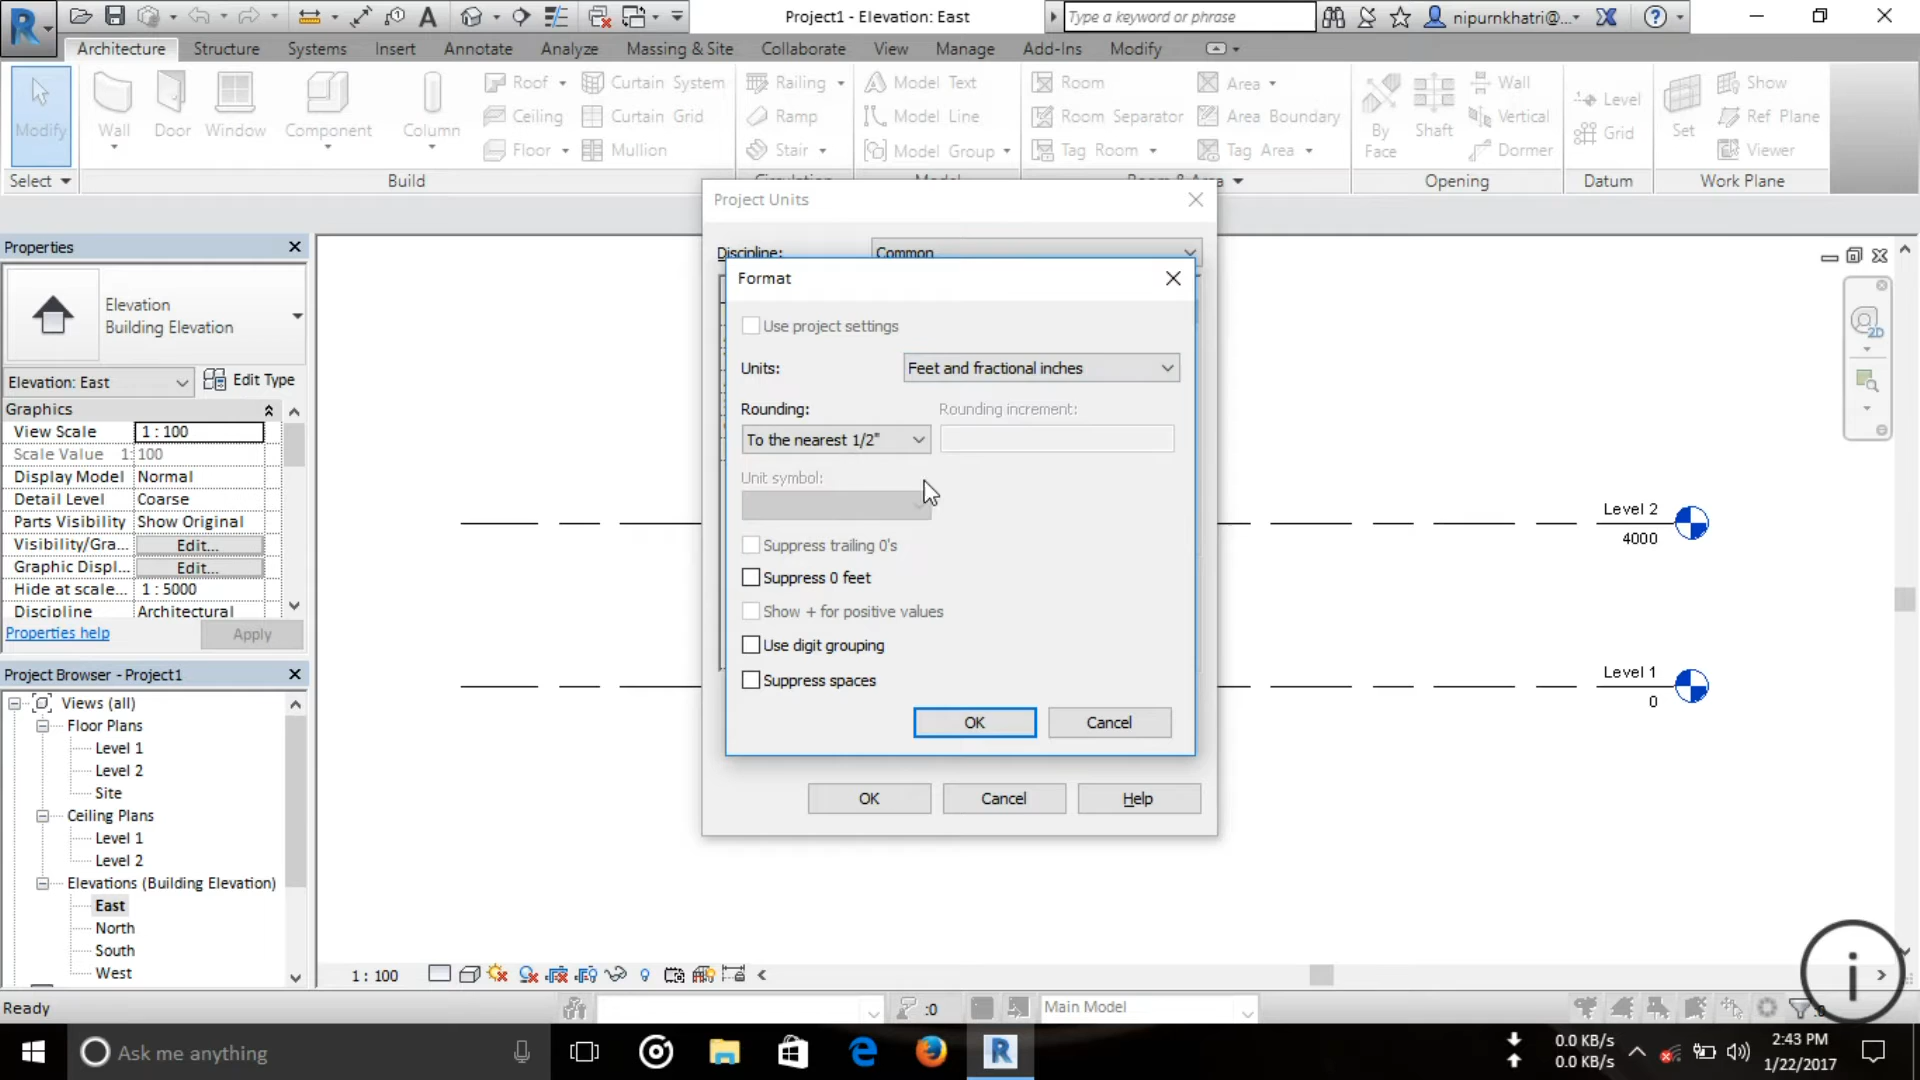 Project1 - Elevation: East
Type a keyword or phrase
nipurnkhatri@...
Architecture Structure Systems Insert Annotate Analyze Massing & Site Collaborate View Manage Add-Ins Modify
Modify
Wall
Door
Window
Component
Column
Roof
Ceiling
Floor
Curtain System
Curtain Grid
Mullion
Railing
Ramp
Stair
Model Text
Model Line
Model Group
Room
Room Separator
Tag Room
Area
Area Boundary
Tag Area
By
Face
Shaft
Wall
Vertical
Dormer
Level
Grid
Set
Show
Ref Plane
Viewer
Select
Build
Opening
Datum
Work Plane
Properties
Elevation
Building Elevation
Elevation: East
Edit Type
Graphics
View Scale 1 : 100
Scale Value 1: 100
Display Model Normal
Detail Level Coarse
Parts Visibility Show Original
Visibility/Gra... Edit...
Graphic Displ... Edit...
Hide at scale... 1 : 5000
Discipline Architectural
Properties help
Apply
Project Browser - Project1
Views (all)
Floor Plans
Level 1
Level 2
Site
Ceiling Plans
Level 1
Level 2
Elevations (Building Elevation)
East
North
South
West
Project Units
Discipline: Common
Format
Use project settings
Units: Feet and fractional inches
Rounding: Rounding increment:
To the nearest 1/2"
Unit symbol:
Suppress trailing 0's
Suppress 0 feet
Show + for positive values
Use digit grouping
Suppress spaces
OK Cancel
OK Cancel Help
Level 2
4000
Level 1
0
2D
1 : 100
Ready
:0
Main Model
:0
Ask me anything
0.0 KB/s
0.0 KB/s
2:43 PM
1/22/2017